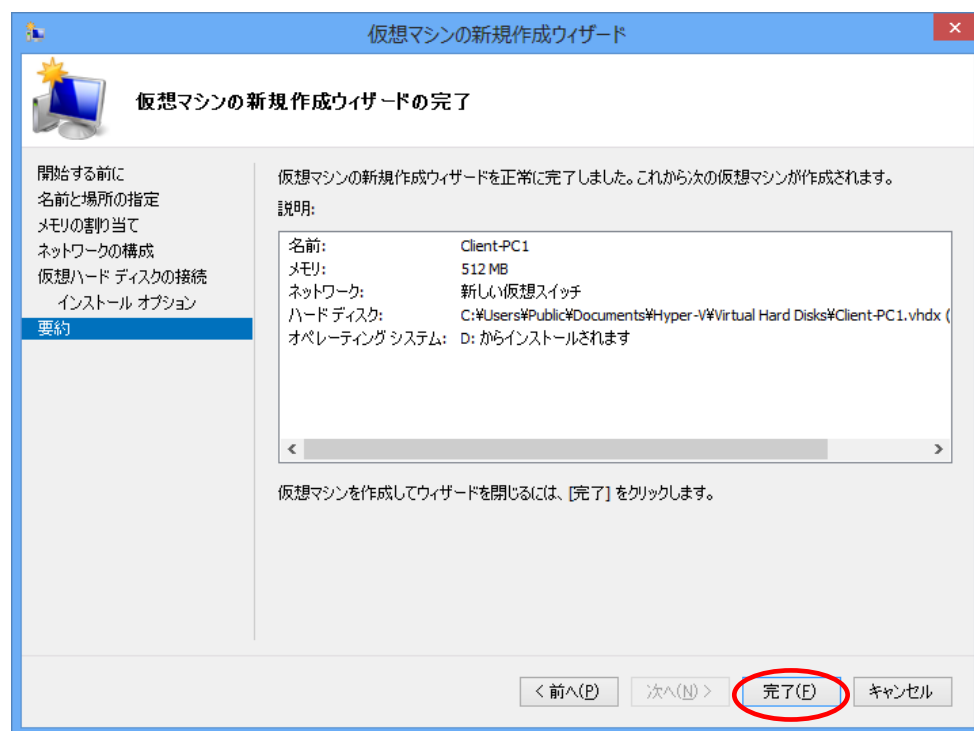 仮想マシンの新規作成ウィザード
仮想マシンの新規作成ウィザードの完了
開始する前に
名前と場所の指定
メモリの割り当て
ネットワークの構成
仮想ハード ディスクの接続
インストール オプション
要約
仮想マシンの新規作成ウィザードを正常に完了しました。これから次の仮想マシンが作成されます。
説明:
名前: Client-PC1
メモリ: 512 MB
ネットワーク: 新しい仮想スイッチ
ハード ディスク: C:¥Users¥Public¥Documents¥Hyper-V¥Virtual Hard Disks¥Client-PC1.vhdx (
オペレーティング システム: D: からインストールされます
仮想マシンを作成してウィザードを閉じるには、[完了] をクリックします。
< 前へ(P) 次へ(N) > 完了(F) キャンセル